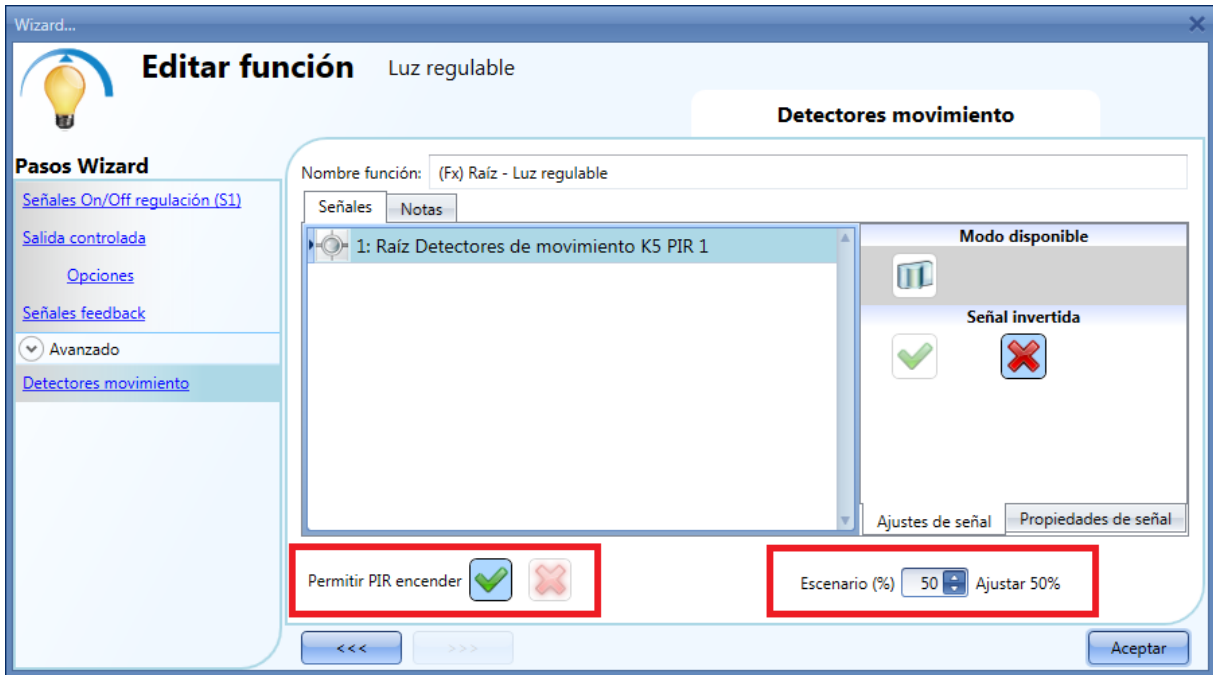 Wizard...
Editar función Luz regulable
Detectores movimiento
Pasos Wizard
Señales On/Off regulación (S1)
Salida controlada
Opciones
Señales feedback
Avanzado
Detectores movimiento
Nombre función: (Fx) Raíz - Luz regulable
Señales Notas
1: Raíz Detectores de movimiento K5 PIR 1
Modo disponible
Señal invertida
Ajustes de señal Propiedades de señal
Permitir PIR encender
Escenario (%) 50 Ajustar 50%
<<< >>> Aceptar